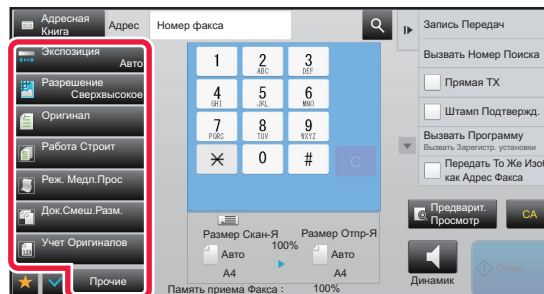 Адресная
Книга
Адрес
Номер факса
Запись Передач
Экспозиция
Авто
Разрешение
Сверхвысокое
Оригинал
Работа Строит
Реж. Медл.Прос
Док.Смеш.Разм.
Учет Оригиналов
Прочие
1
2
ABC
3
DEF
4
GHI
5
JKL
6
MNO
7
PQRS
8
TUV
9
WXYZ
0
#
C
Размер Скан-Я
Размер Отпр-Я
100%
Авто
Авто
A4
A4
Память приема Факса :
100%
Вызвать Номер Поиска
Прямая TX
Штамп Подтвержд.
Вызвать Программу
Вызвать Зарегистр. установки
Передать То Же Изоб
как Адрес Факса
Предварит.
Просмотр
CA
Динамик
Старт